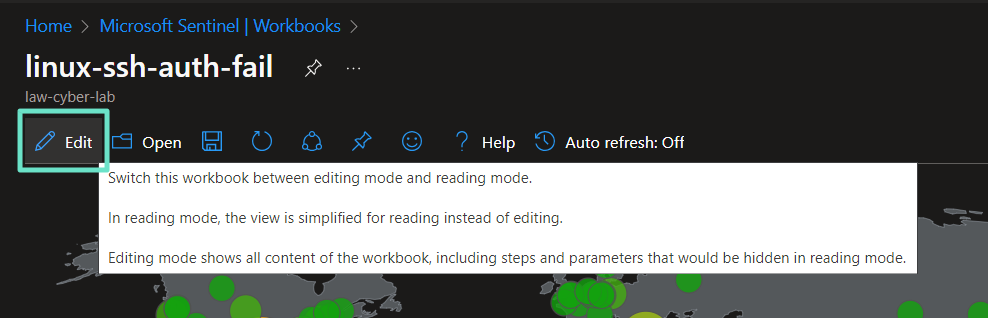 Home > Microsoft Sentinel | Workbooks >
linux-ssh-auth-fail ...
law-cyber-lab
Edit Open Help Auto refresh: Off
Switch this workbook between editing mode and reading mode.
In reading mode, the view is simplified for reading instead of editing.
Editing mode shows all content of the workbook, including steps and parameters that would be hidden in reading mode.